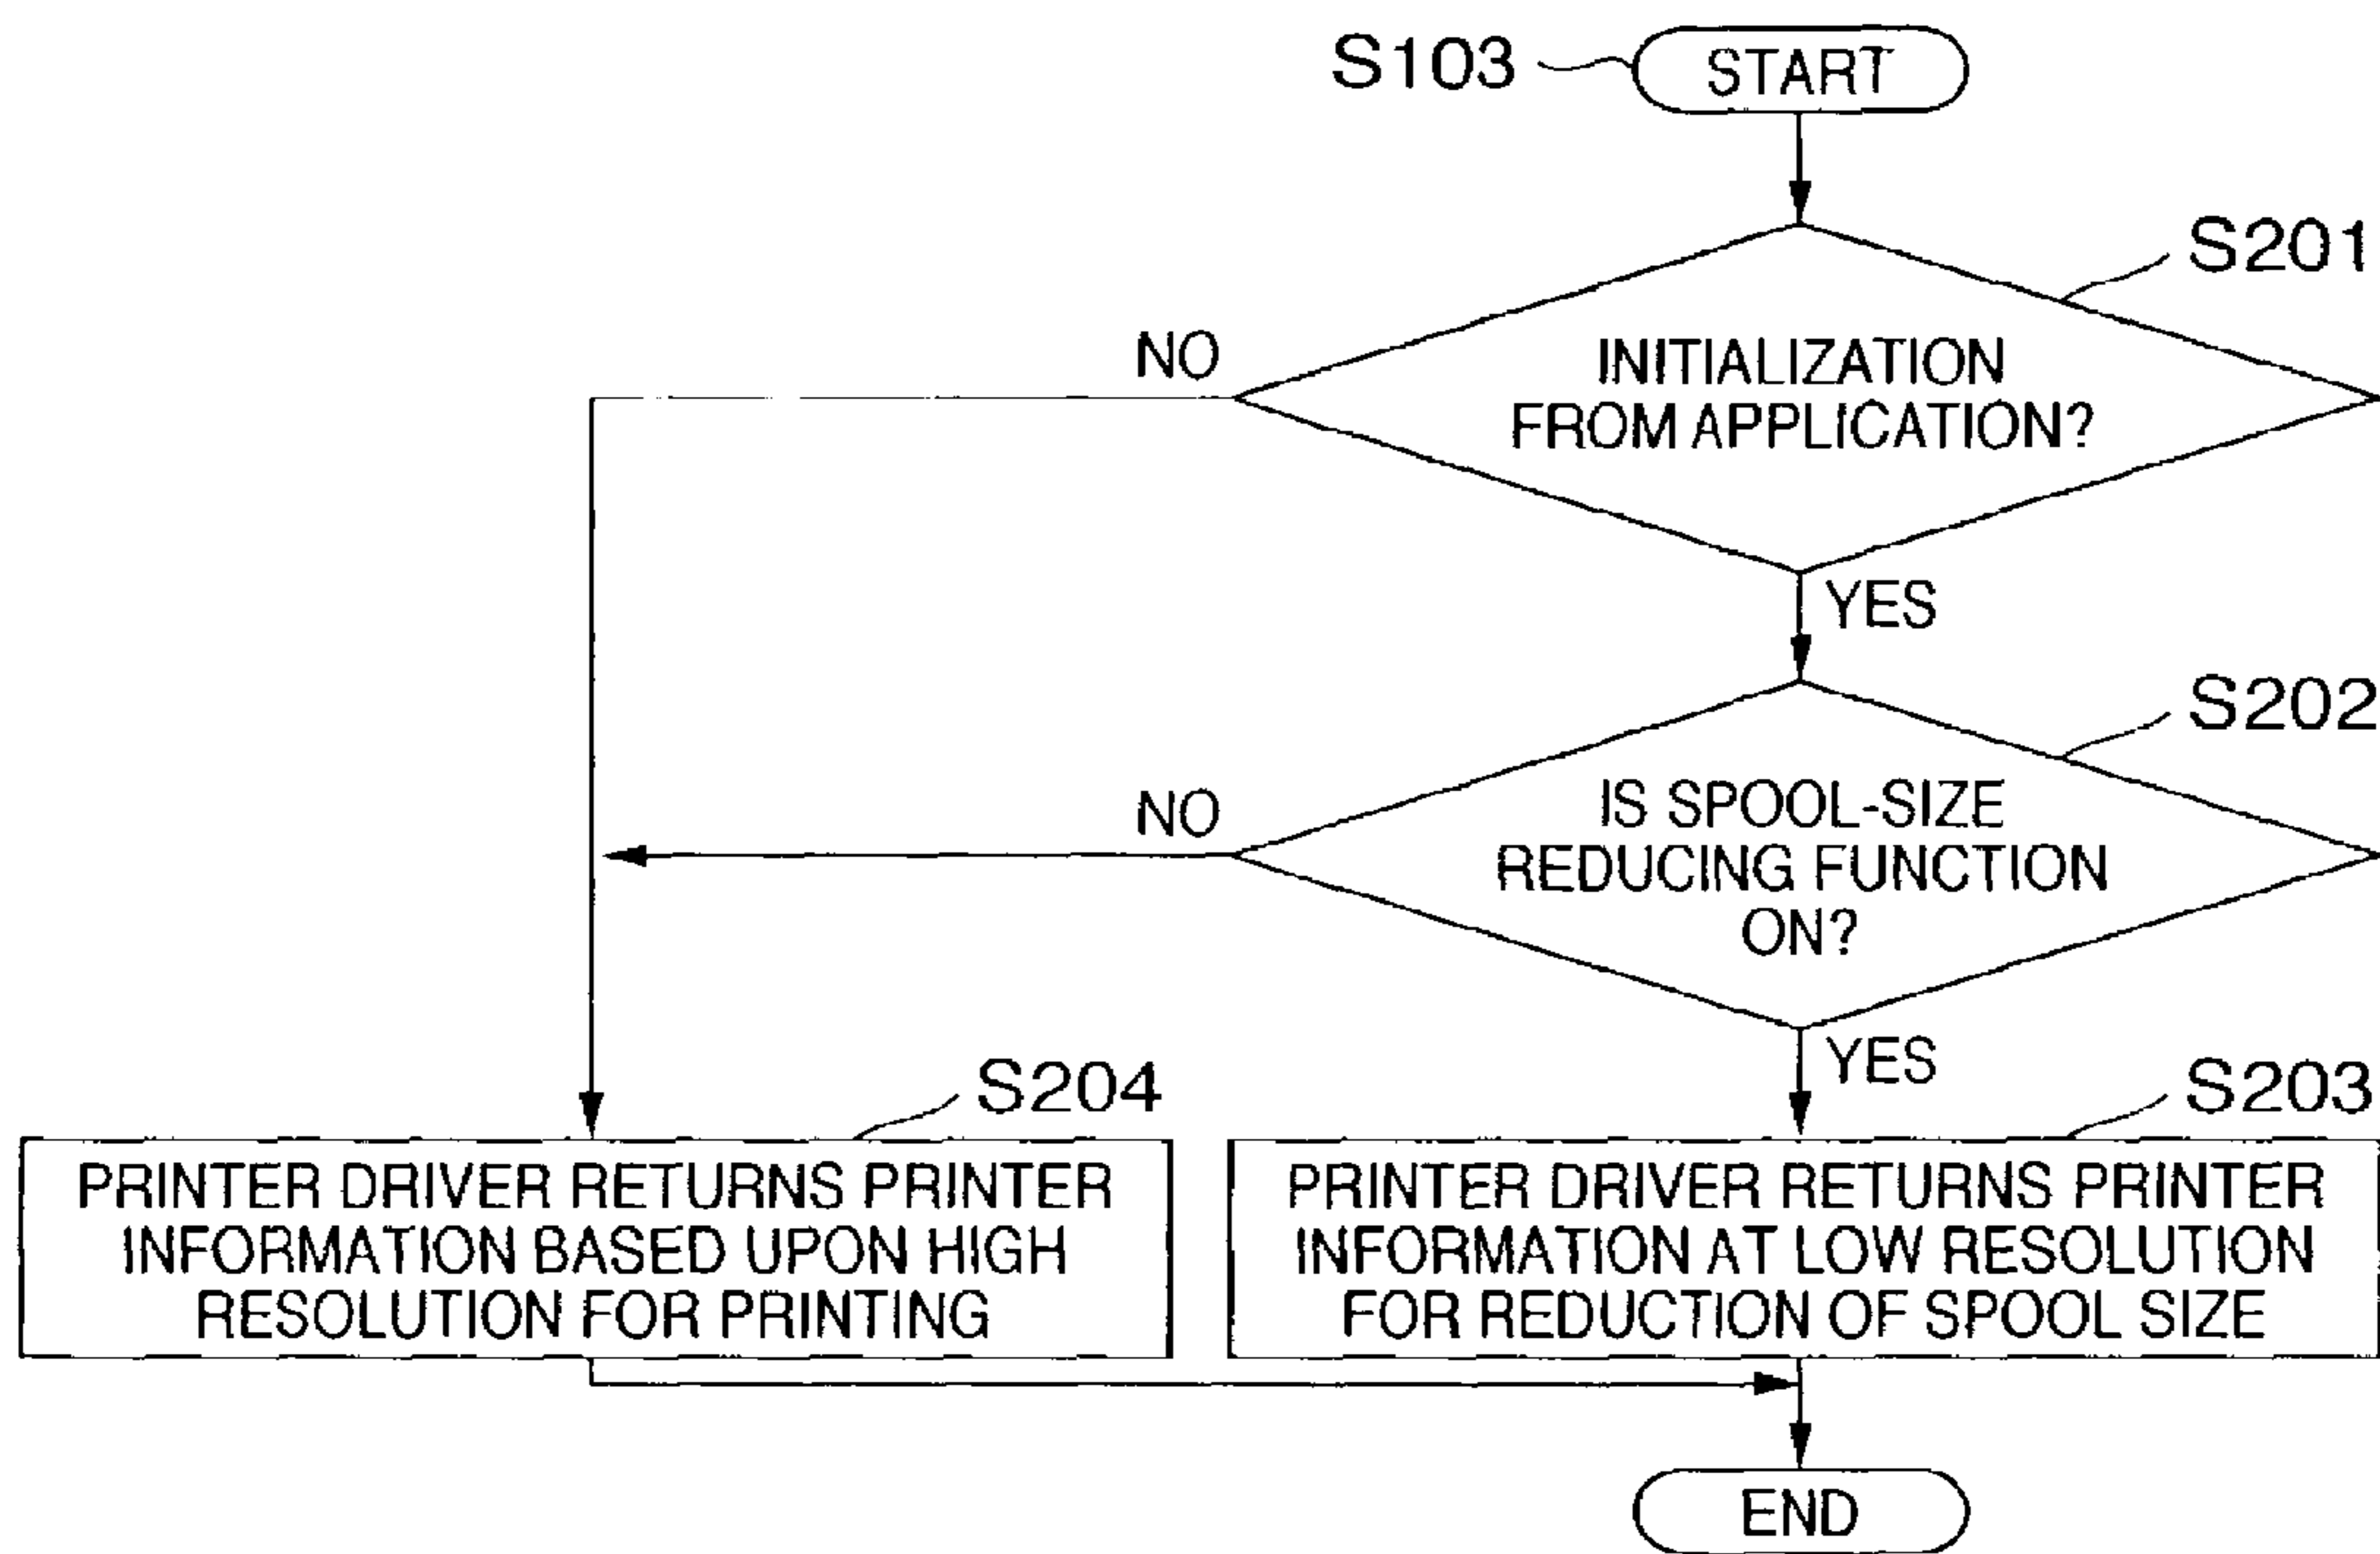 S103
START
S201
INITIALIZATION
FROM APPLICATION?
NO
YES
S202
IS SPOOL-SIZE
REDUCING FUNCTION
ON?
NO
YES
S204
PRINTER DRIVER RETURNS PRINTER
INFORMATION BASED UPON HIGH
RESOLUTION FOR PRINTING
S203
PRINTER DRIVER RETURNS PRINTER
INFORMATION AT LOW RESOLUTION
FOR REDUCTION OF SPOOL SIZE
END